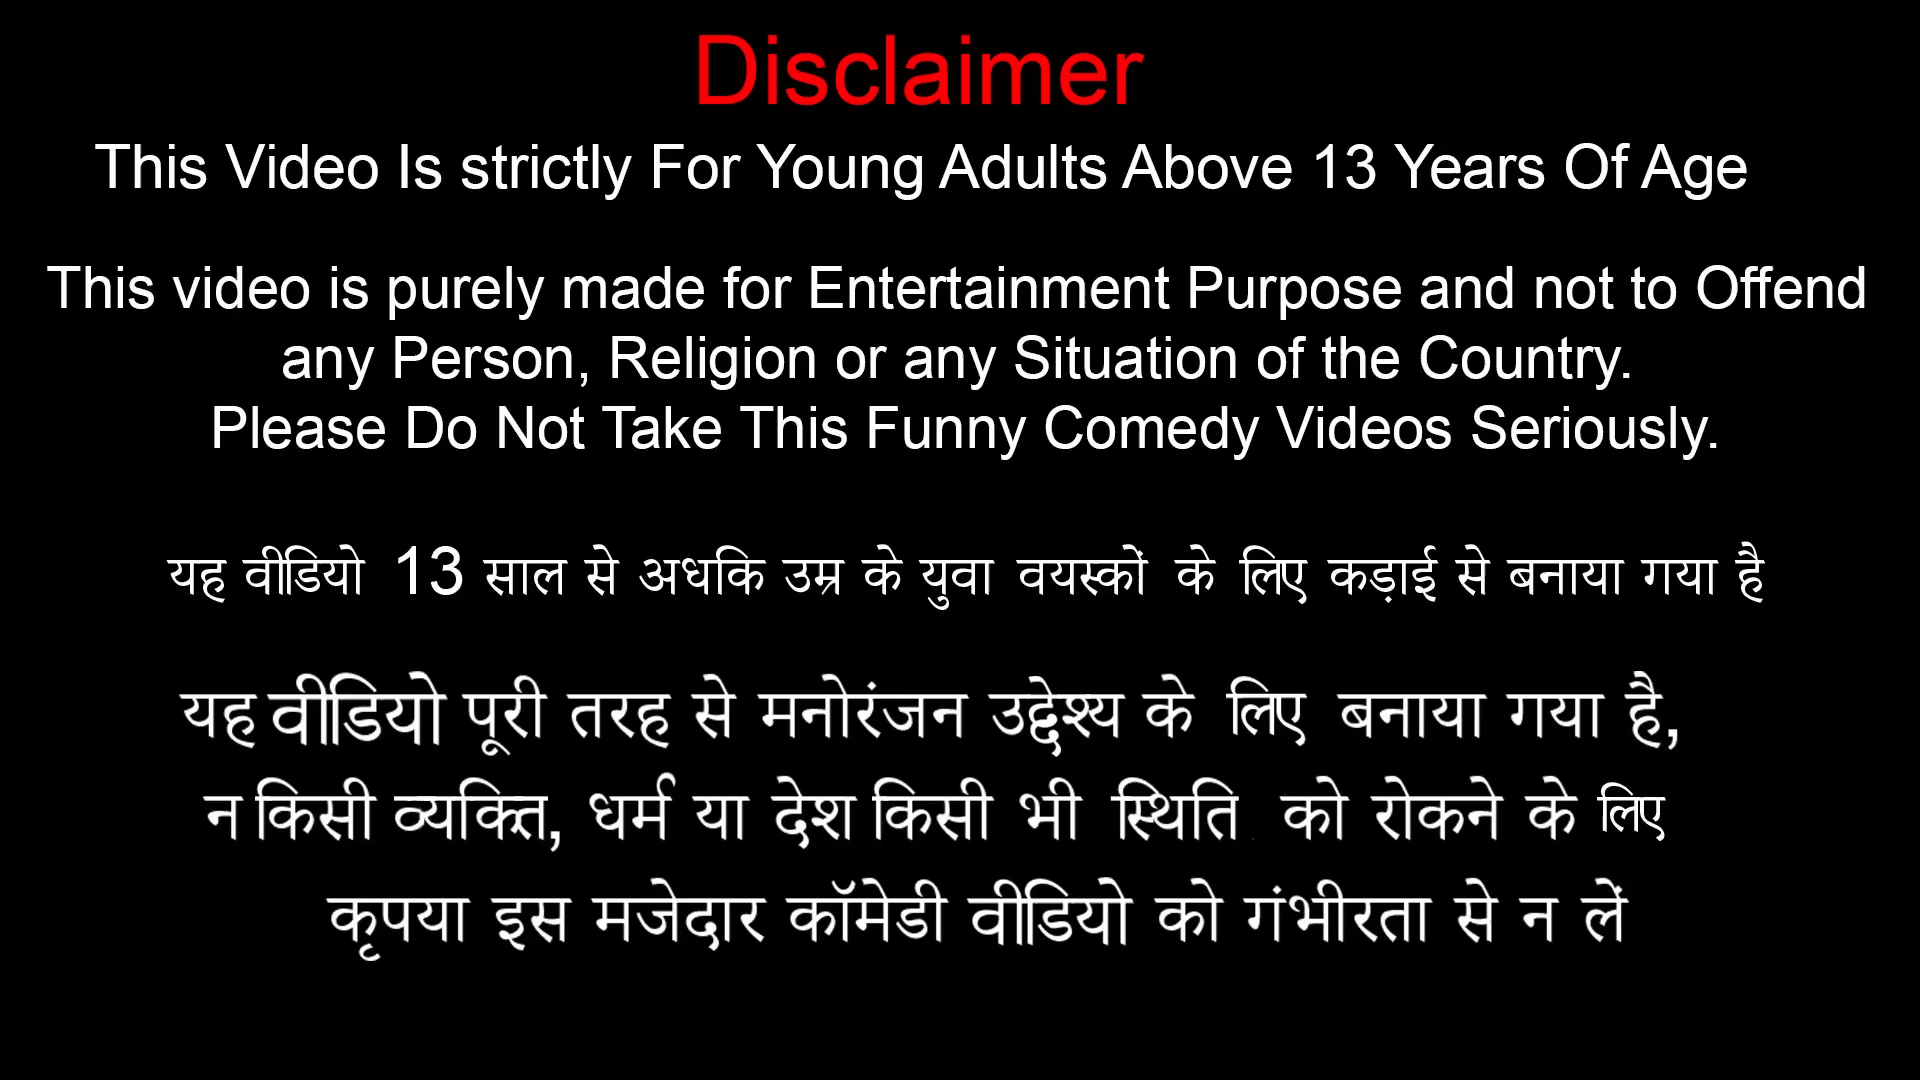 Disclaimer
This Video Is strictly For Young Adults Above 13 Years Of Age
This video is purely made for Entertainment Purpose and not to Offend
any Person, Religion or any Situation of the Country.
Please Do Not Take This Funny Comedy Videos Seriously.
यह वीडियो 13 साल से अधकि उम्र के युवा वयस्कों के लिए कड़ाई से बनाया गया है
यह वीडियो पूरी तरह से मनोरंजन उद्देश्य के लिए बनाया गया है,
न किसी व्यक्ति, धर्म या देश किसी भी स्थिति को रोकने के लिए
कृपया इस मजेदार कॉमेडी वीडियो को गंभीरता से न लें